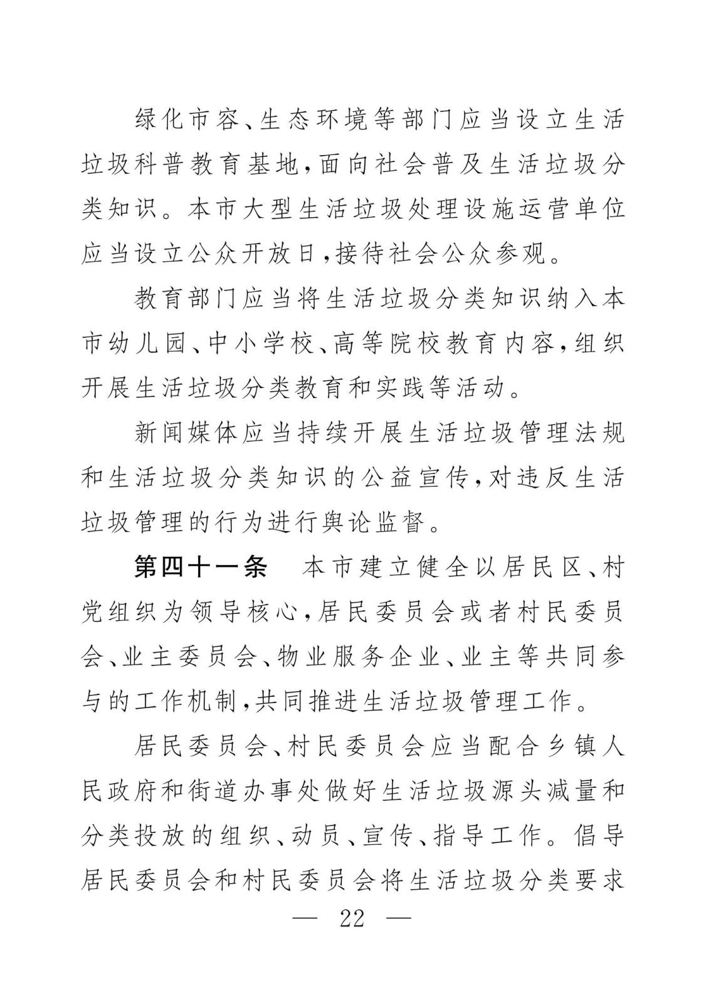 绿化市容、生态环境等部门应当设立生活
垃圾科普教育基地,面向社会普及生活垃圾分
类知识。本市大型生活垃圾处理设施运营单位
应当设立公众开放日,接待社会公众参观。
教育部门应当将生活垃圾分类知识纳入本
市幼儿园、中小学校、高等院校教育内容,组织
开展生活垃圾分类教育和实践等活动。
新闻媒体应当持续开展生活垃圾管理法规
和生活垃圾分类知识的公益宣传,对违反生活
垃圾管理的行为进行舆论监督。
第四十一条 本市建立健全以居民区、村
党组织为领导核心,居民委员会或者村民委员
会、业主委员会、物业服务企业、业主等共同参
与的工作机制,共同推进生活垃圾管理工作。
居民委员会、村民委员会应当配合乡镇人
民政府和街道办事处做好生活垃圾源头减量和
分类投放的组织、动员、宣传、指导工作。倡导
居民委员会和村民委员会将生活垃圾分类要求
— 22 —